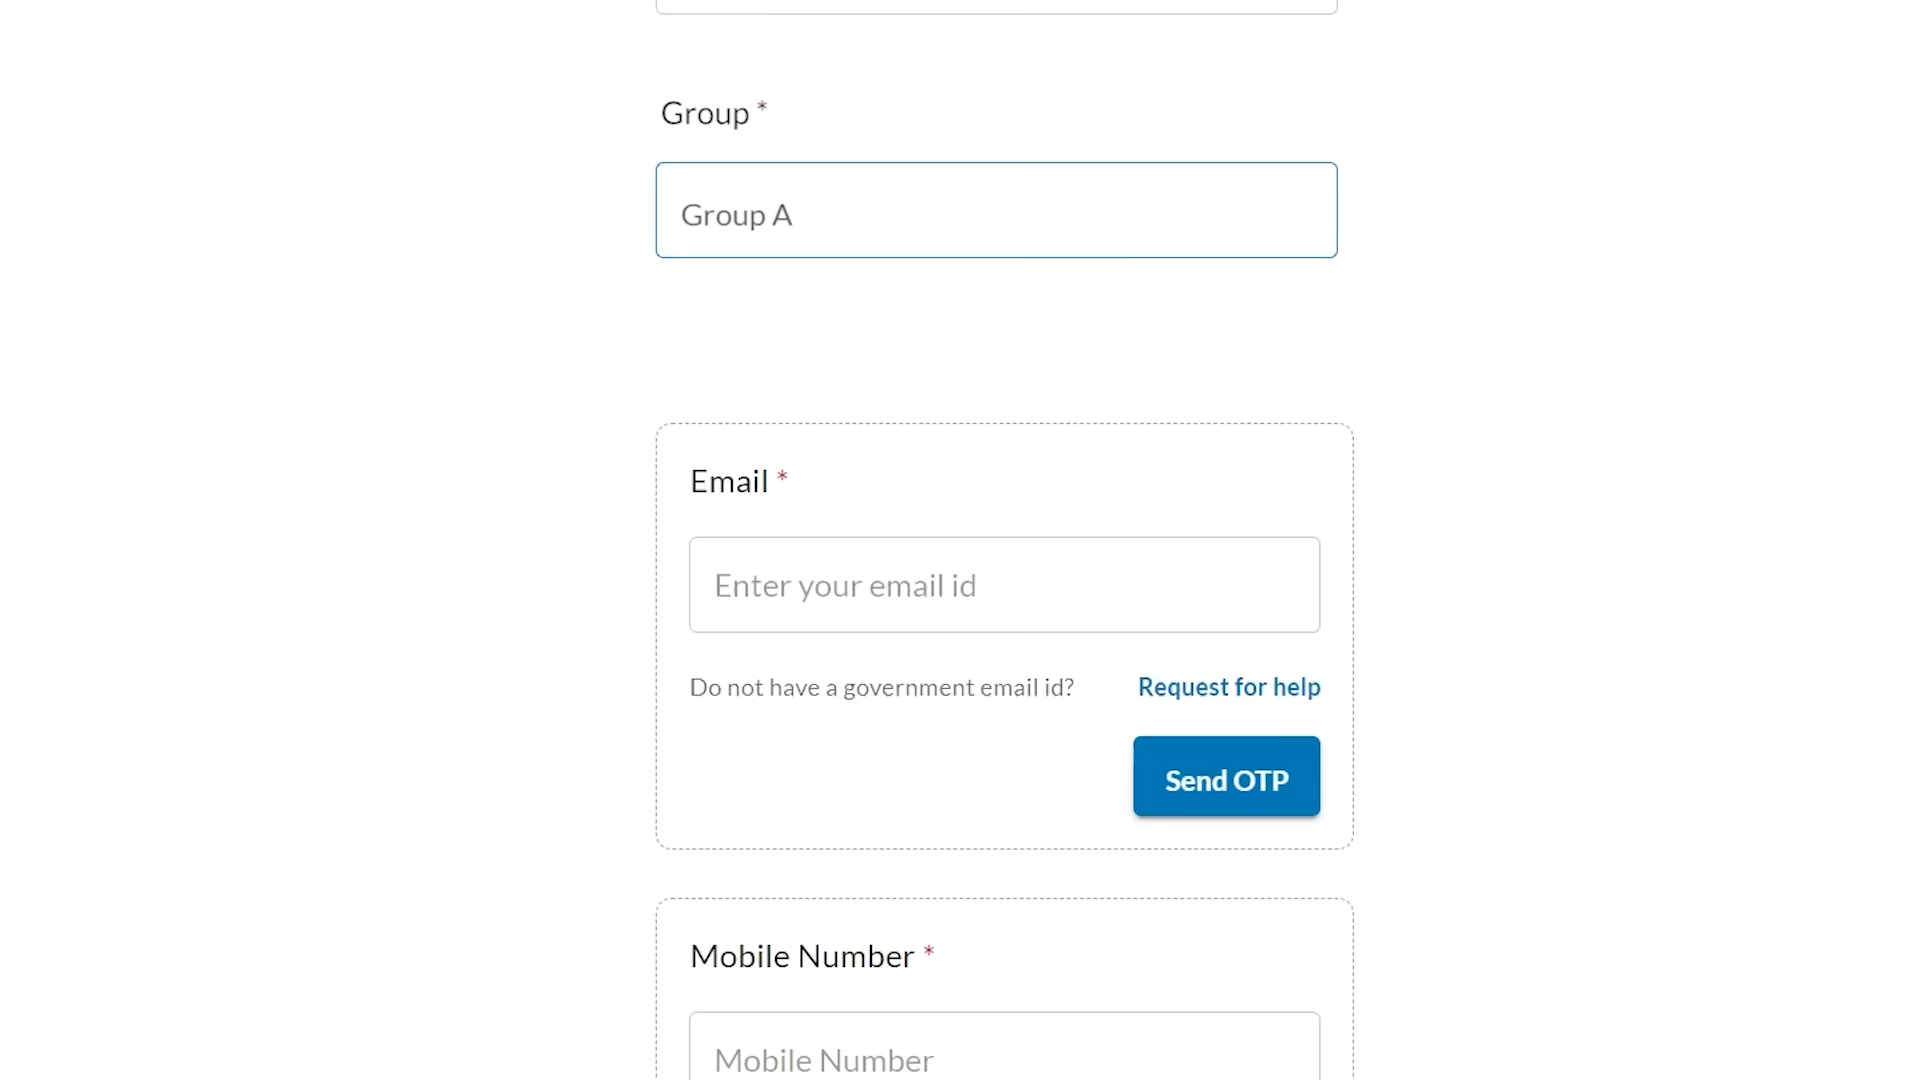 Group *
Group A
Email *
Enter your email id
Do not have a government email id? Request for help
Send OTP
Mobile Number *
Mobile Number